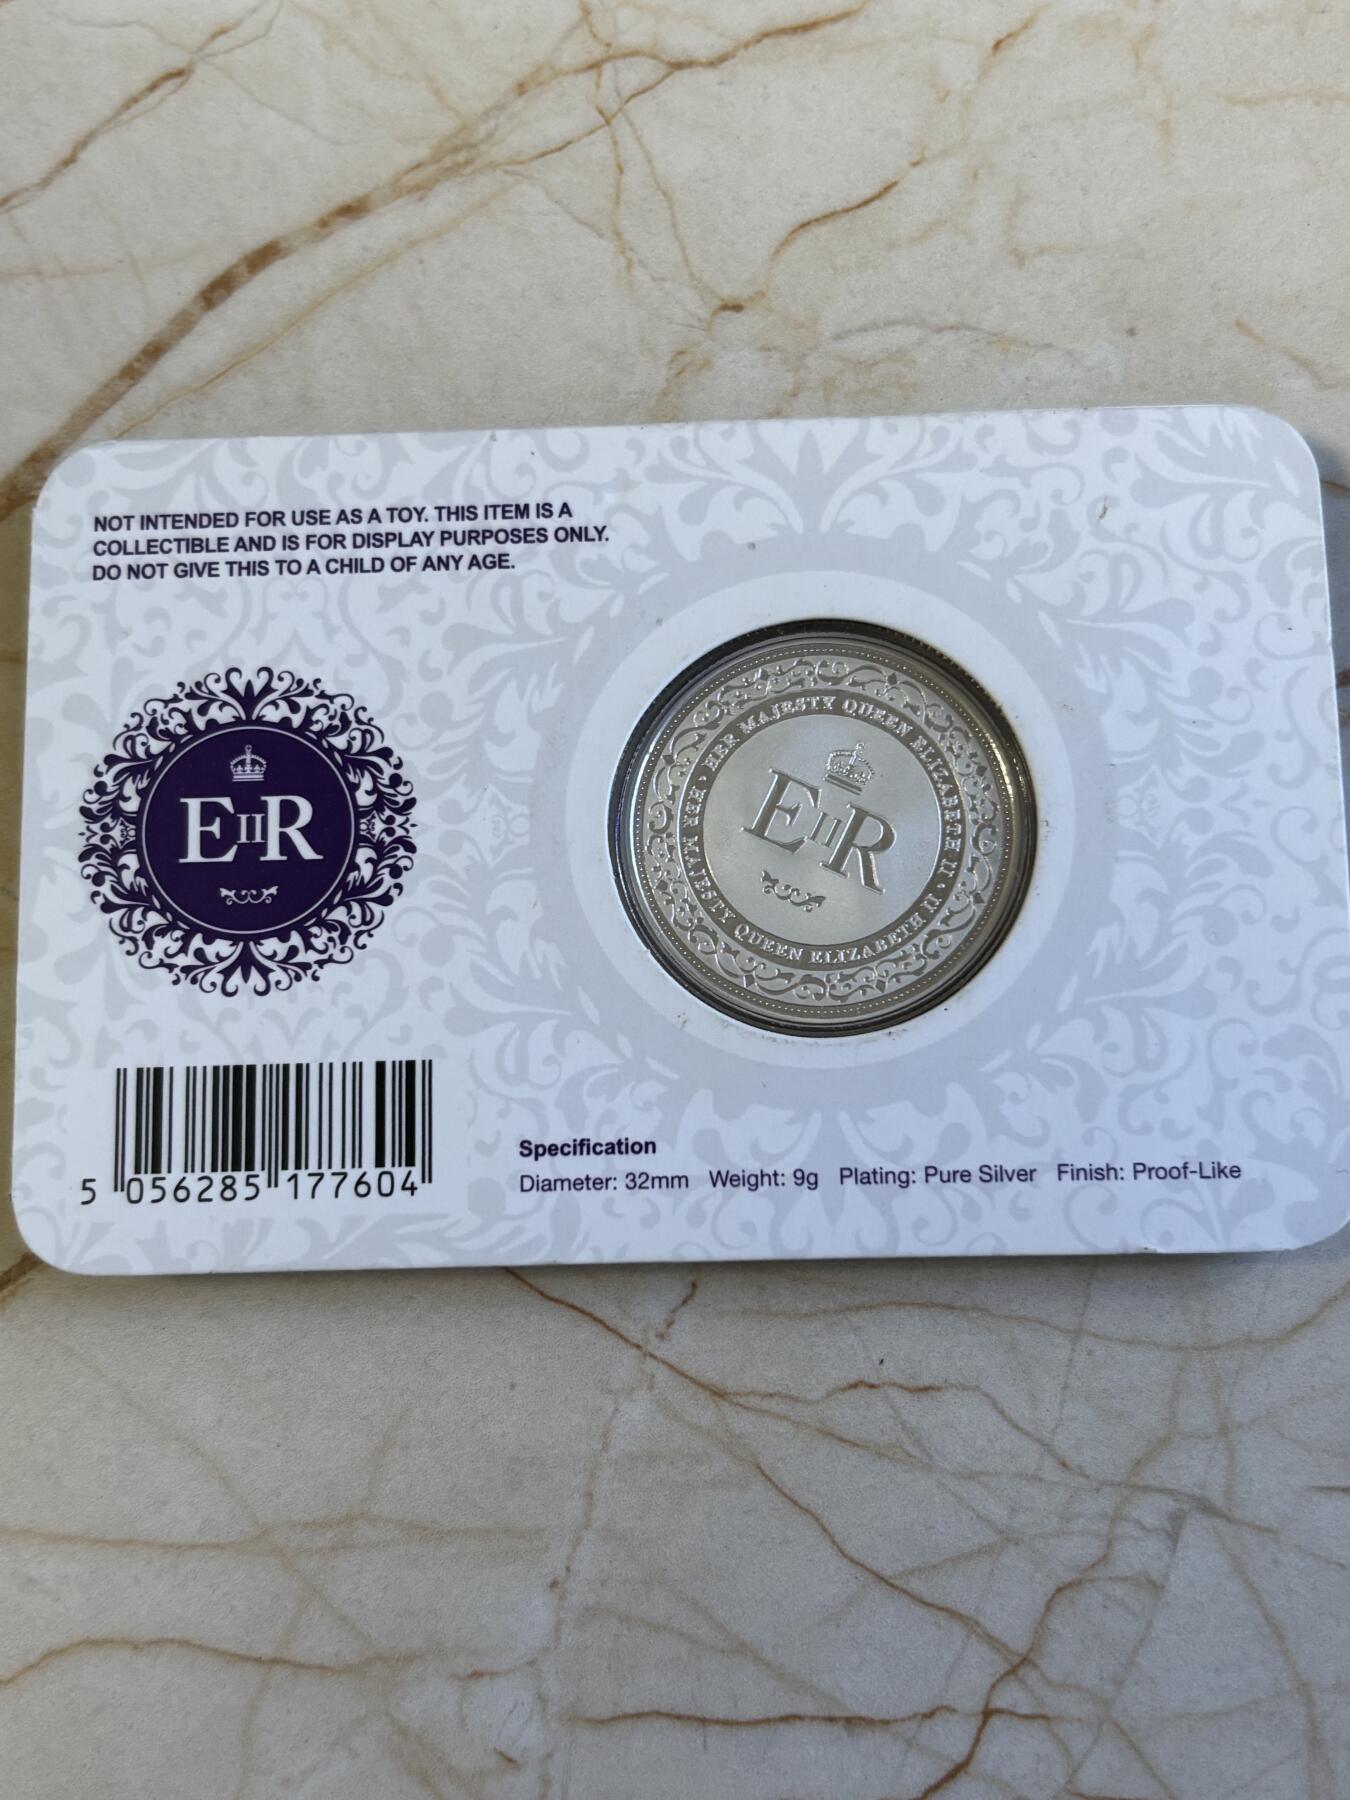 NOT INTENDED FOR USE AS A TOY. THIS ITEM IS A
COLLECTIBLE AND IS FOR DISPLAY PURPOSES ONLY.
DO NOT GIVE THIS TO A CHILD OF ANY AGE.
EIIR
• HER MAJESTY QUEEN ELIZABETH II •
HER MAJESTY QUEEN ELIZABETH II
EIIR
5 056285 177604
Specification
Diameter: 32mm Weight: 9g Plating: Pure Silver Finish: Proof-Like